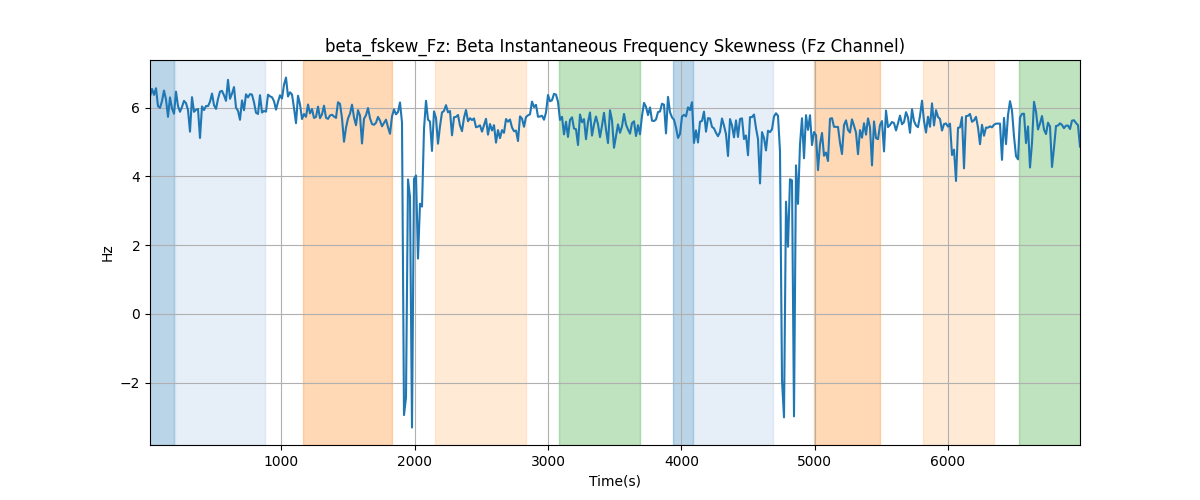 beta_fskew_Fz: Beta Instantaneous Frequency Skewness (Fz Channel)
6
4
2
0
−2
Hz
1000 2000 3000 4000 5000 6000
Time(s)